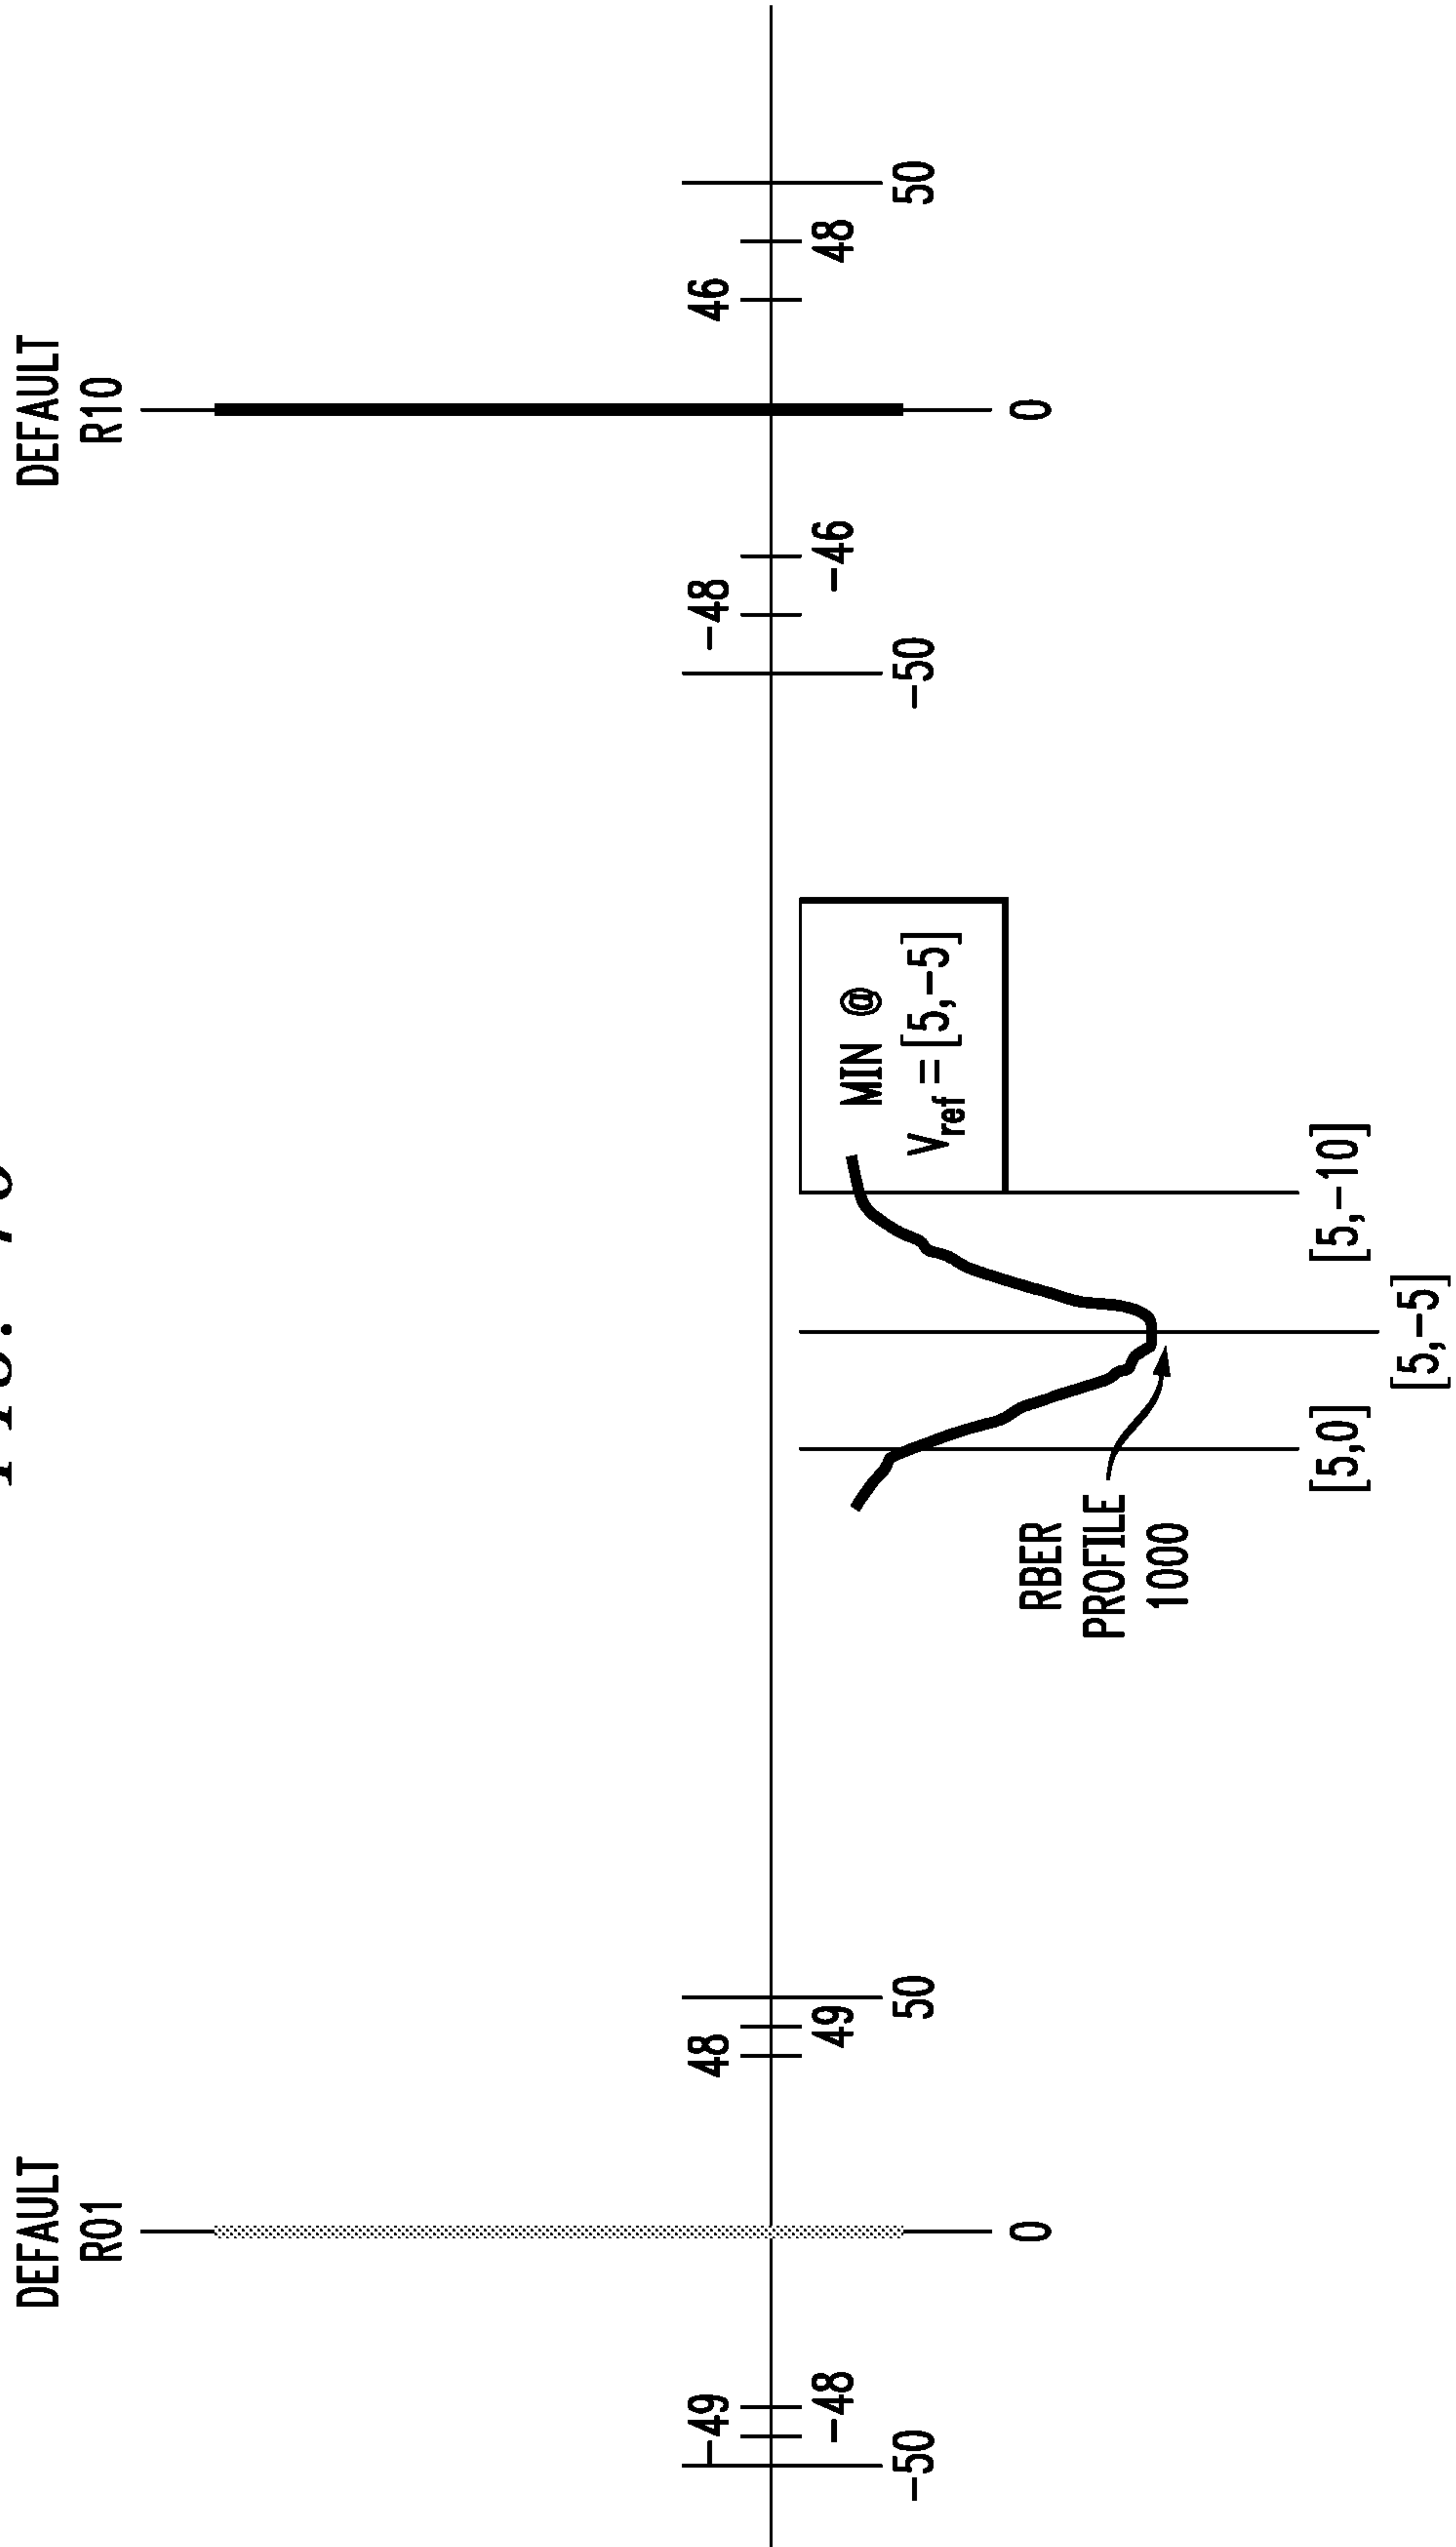 DEFAULT
R01
DEFAULT
R10
-49
48
-48
46
-48
49
-46
48
-50
50
-50
50
0
0
MIN @
Vref = [5,-5]
RBER
PROFILE
1000
[5,0]
[5,-10]
[5,-5]